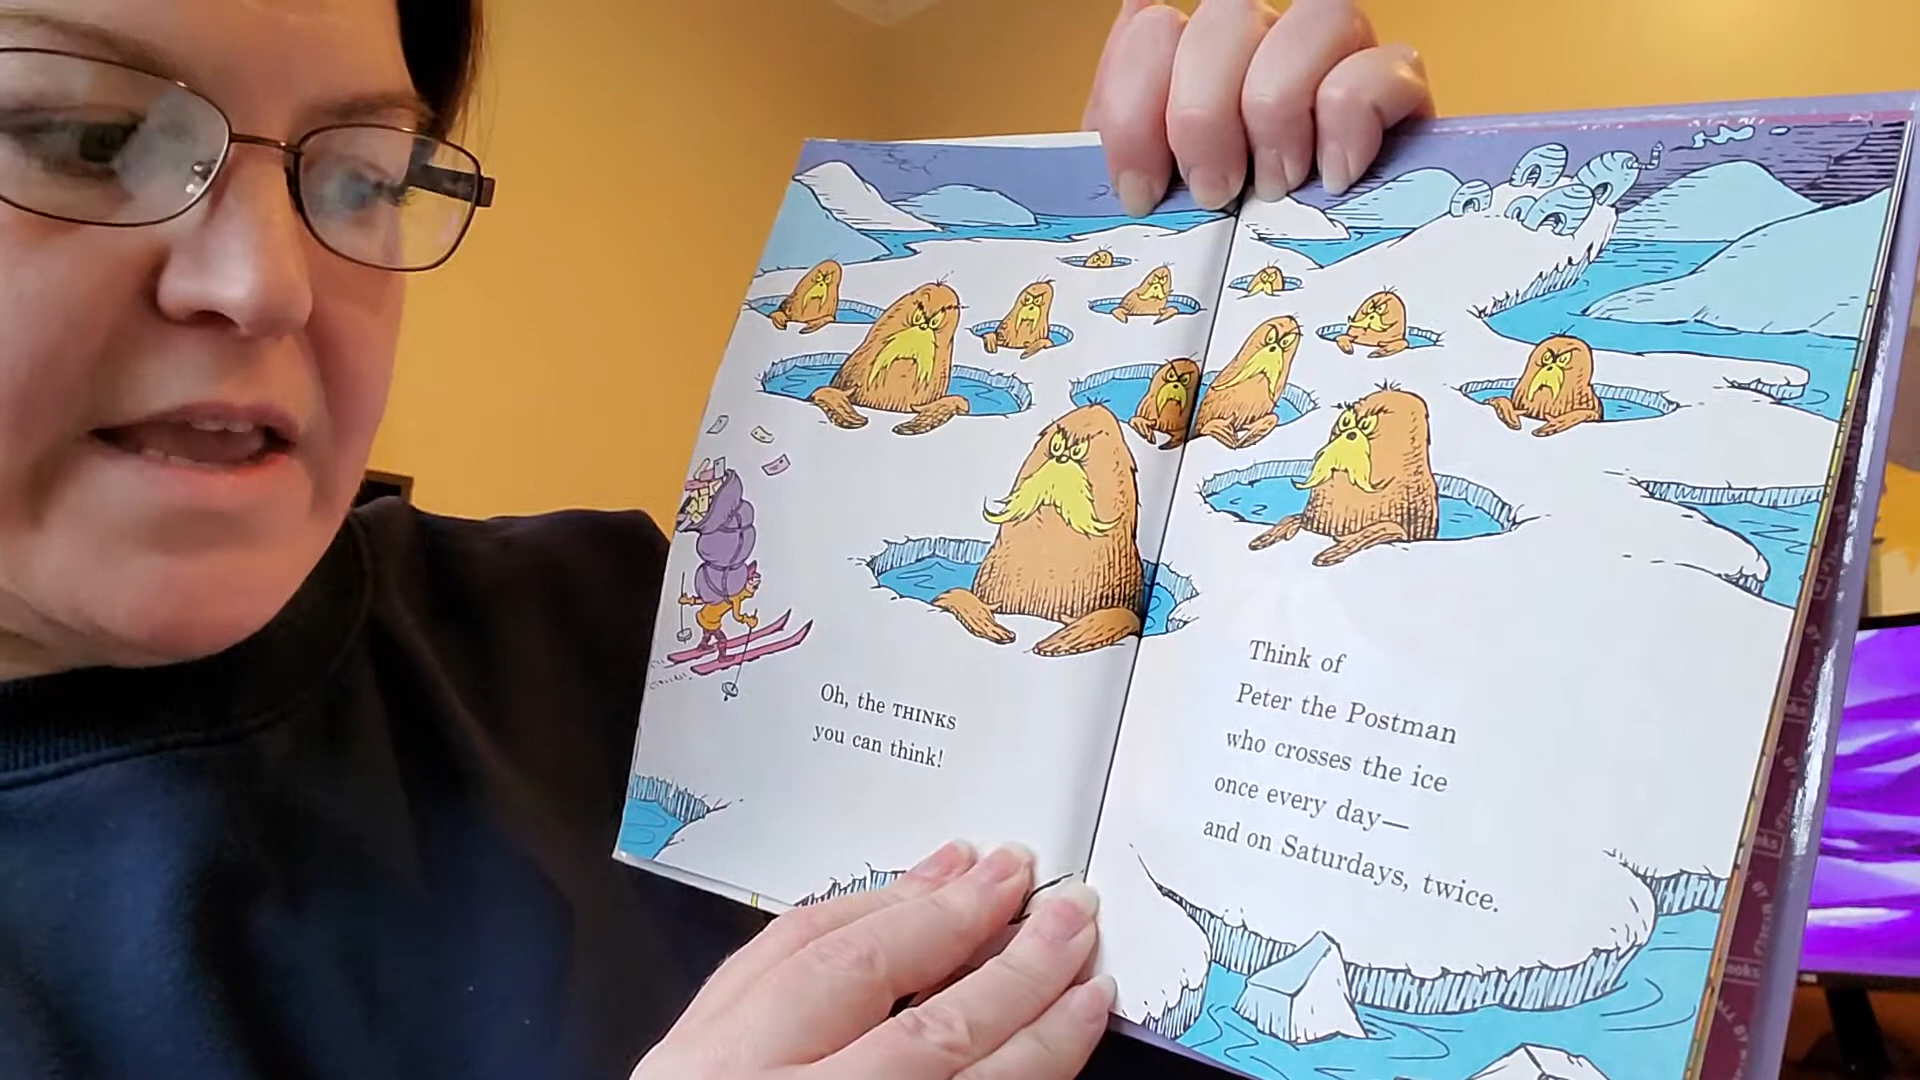 Oh, the THINKS
you can think!
Think of
Peter the Postman
who crosses the ice
once every day—
and on Saturdays, twice.